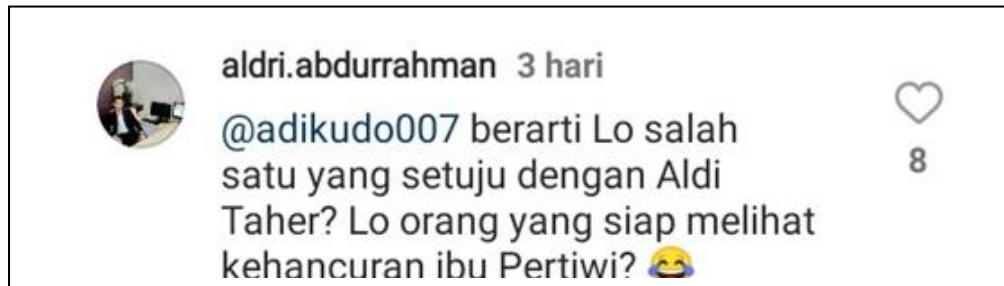 aldri.abdurrahman 3 hari
@adikudo007 berarti Lo salah
8
satu yang setuju dengan Aldi
Taher? Lo orang yang siap melihat
kehancuran ibu Pertiwi? 😂